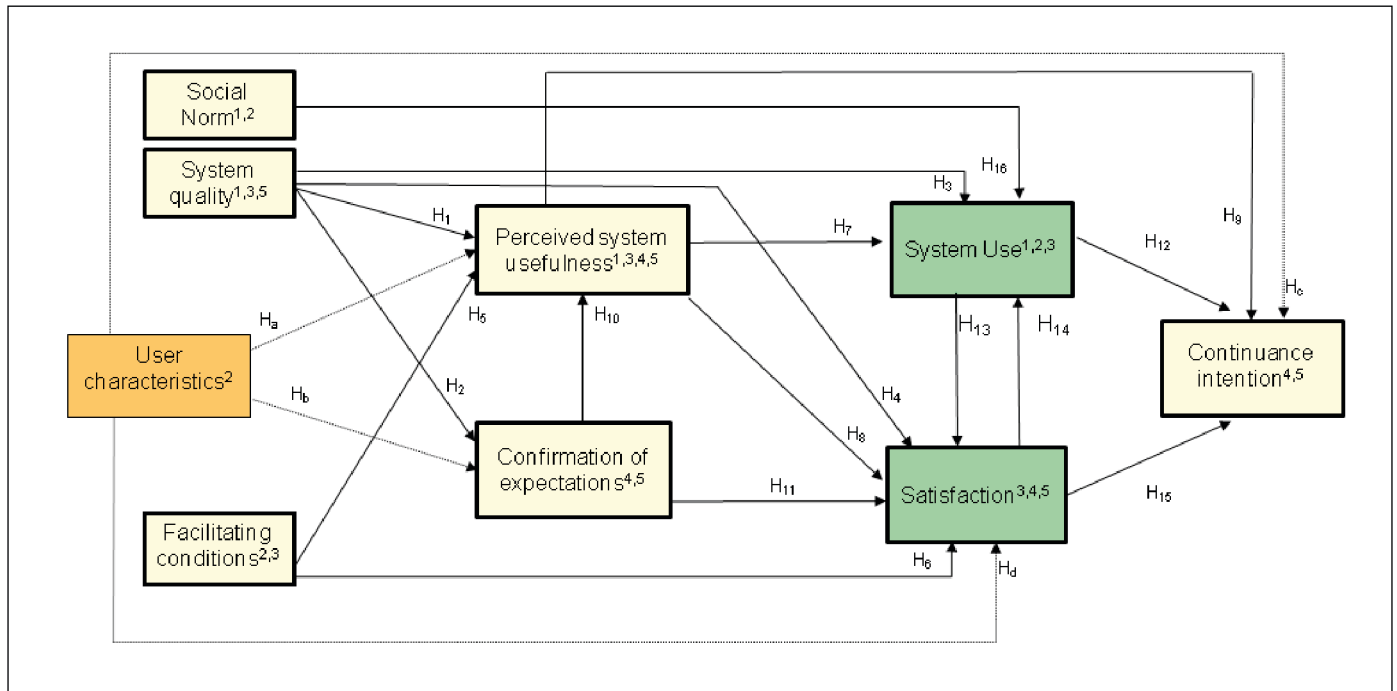 Social
Norm1,2
System
quality1,3,5
H16
H3
H1
Perceived system
usefulness1,3,4,5
H7
System Use1,2,3
H12
H9
Hc
Ha
H5
H10
H13
H14
User
characteristics2
Continuance
intention4,5
Hb
H2
H4
H8
Confirmation of
expectations4,5
H11
Satisfaction3,4,5
H15
Facilitating
conditions2,3
H6
Hd